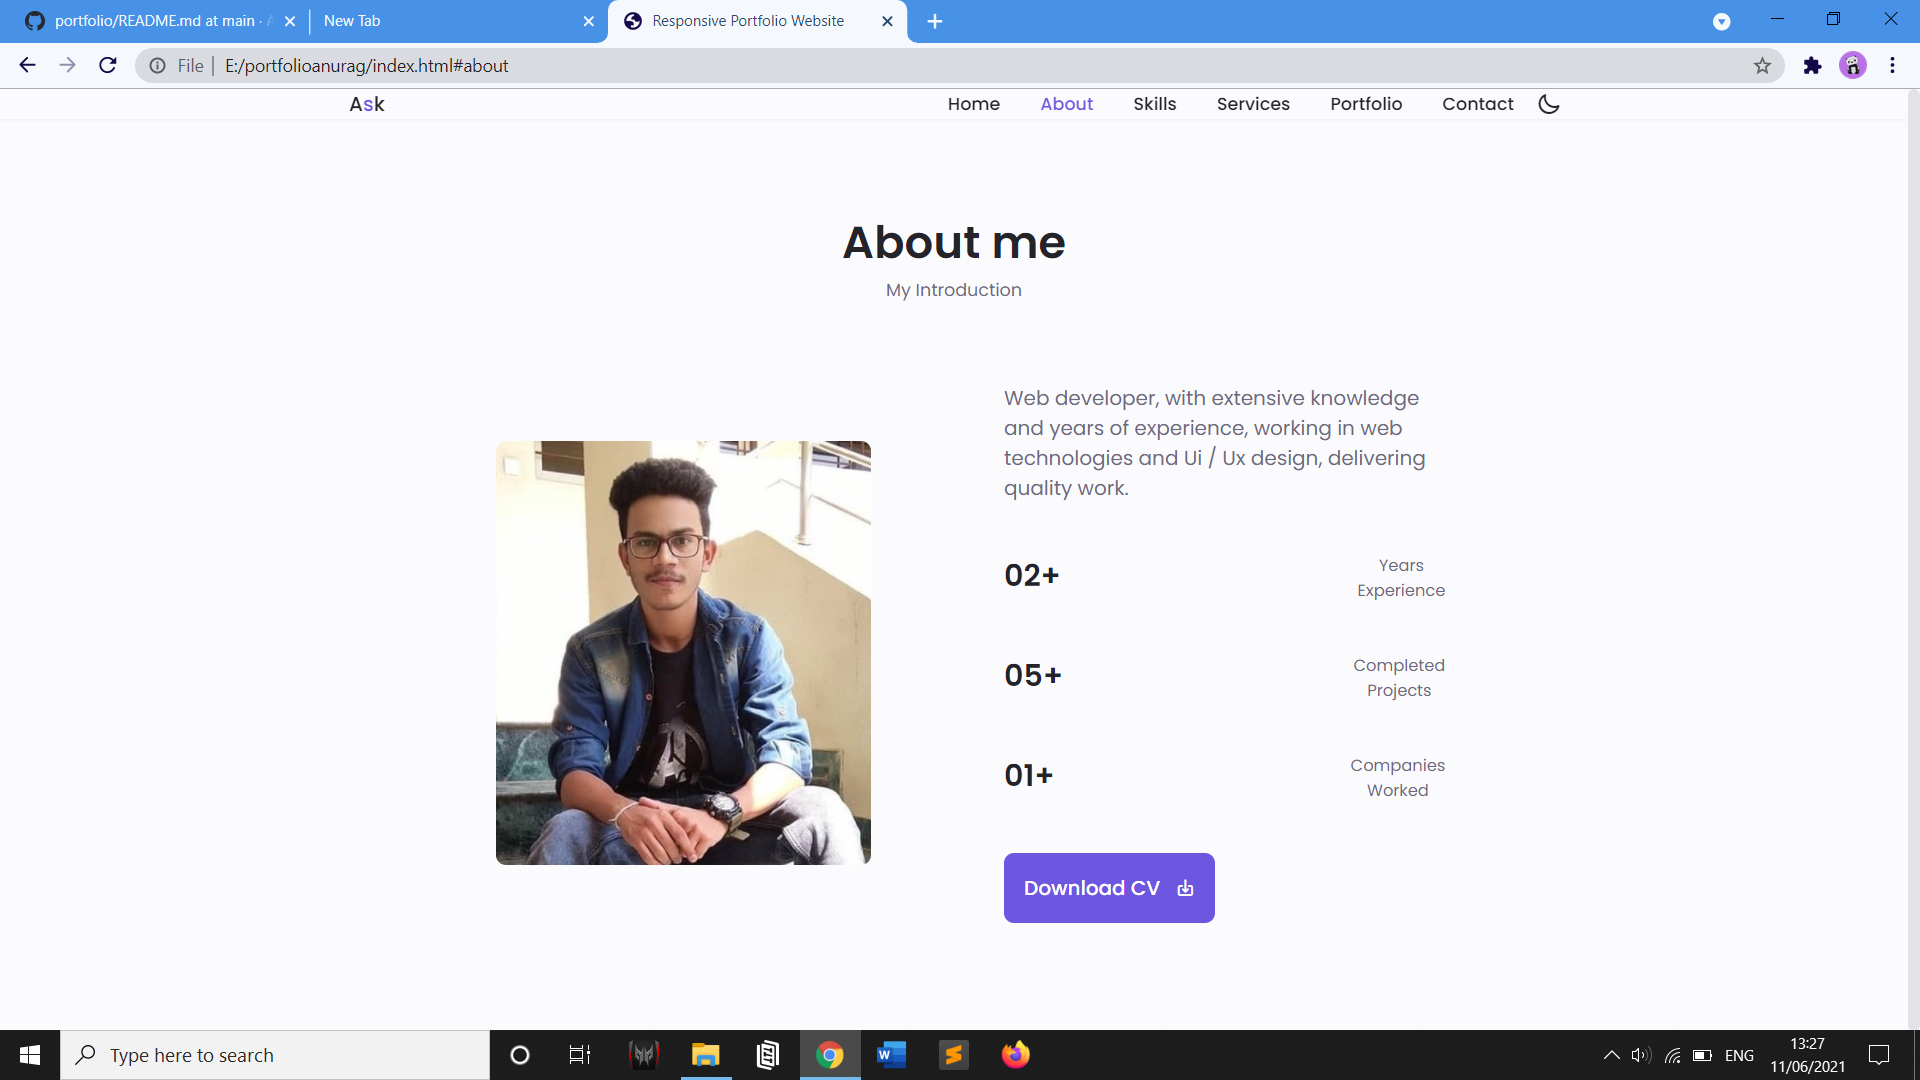 portfolio/README.md at main · A
New Tab
Responsive Portfolio Website
File | E:/portfolioanurag/index.html#about
Ask
Home
About
Skills
Services
Portfolio
Contact
About me
My Introduction
Web developer, with extensive knowledge
and years of experience, working in web
technologies and Ui / Ux design, delivering
quality work.
02+
Years
Experience
05+
Completed
Projects
01+
Companies
Worked
Download CV
Type here to search
ENG
13:27
11/06/2021